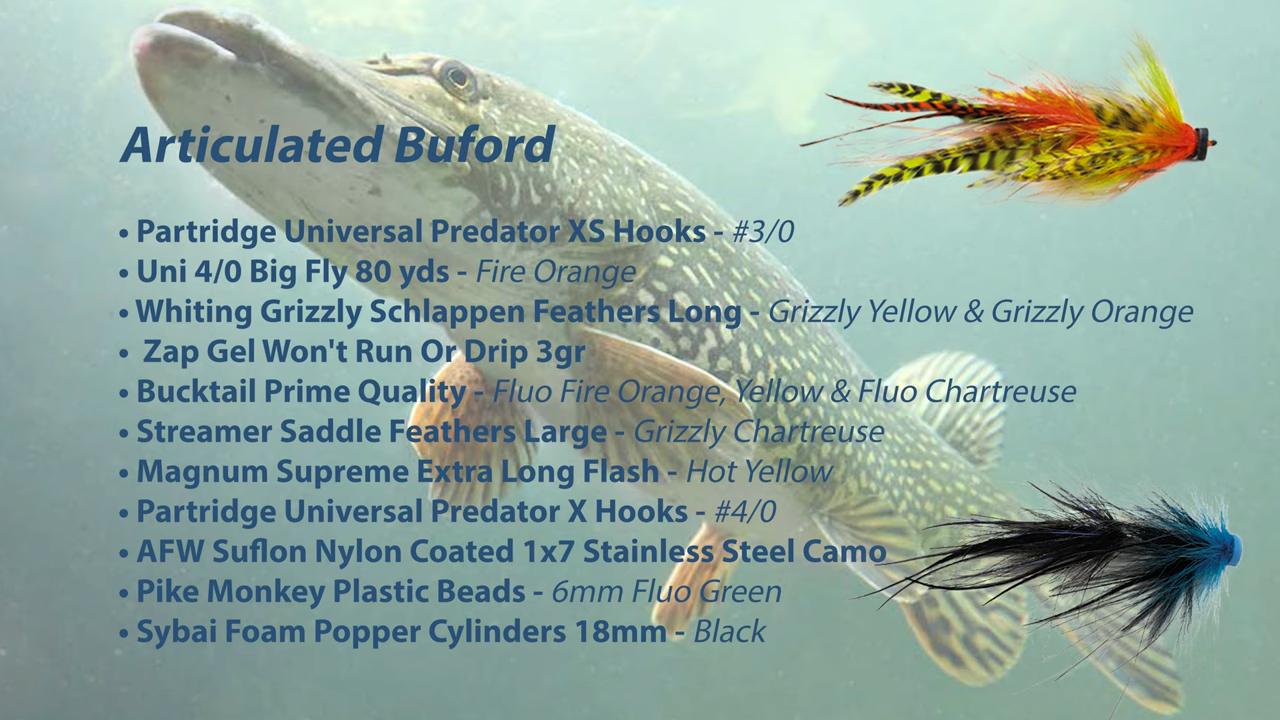 Articulated Buford
• Partridge Universal Predator XS Hooks - #3/0
• Uni 4/0 Big Fly 80 yds - Fire Orange
• Whiting Grizzly Schlappen Feathers Long - Grizzly Yellow & Grizzly Orange
• Zap Gel Won't Run Or Drip 3gr
• Bucktail Prime Quality - Fluo Fire Orange, Yellow & Fluo Chartreuse
• Streamer Saddle Feathers Large - Grizzly Chartreuse
• Magnum Supreme Extra Long Flash - Hot Yellow
• Partridge Universal Predator X Hooks - #4/0
• AFW Suflon Nylon Coated 1x7 Stainless Steel Camo
• Pike Monkey Plastic Beads - 6mm Fluo Green
• Sybai Foam Popper Cylinders 18mm - Black